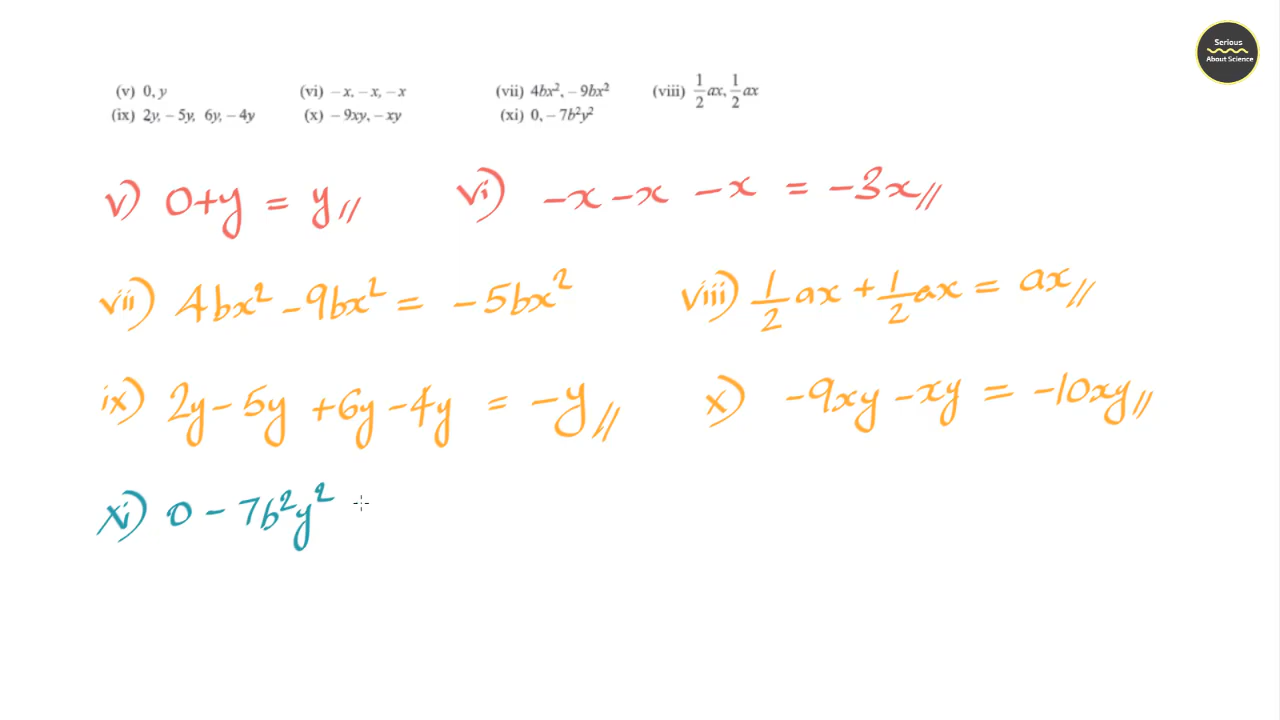 Serious
About Science
(v) 0, y (vi) – x, – x, – x (vii) 4bx², – 9bx² (viii) 1/2 ax, 1/2 ax
(ix) 2y, – 5y, 6y, – 4y (x) – 9xy, – xy (xi) 0, – 7b²y²
v) 0+y = y// vi) -x -x -x = -3x//
vii) 4bx² -9bx² = -5bx² viii) 1/2 ax + 1/2 ax = ax//
ix) 2y - 5y +6y -4y = -y// x) -9xy -xy = -10xy//
xi) 0 - 7b²y²